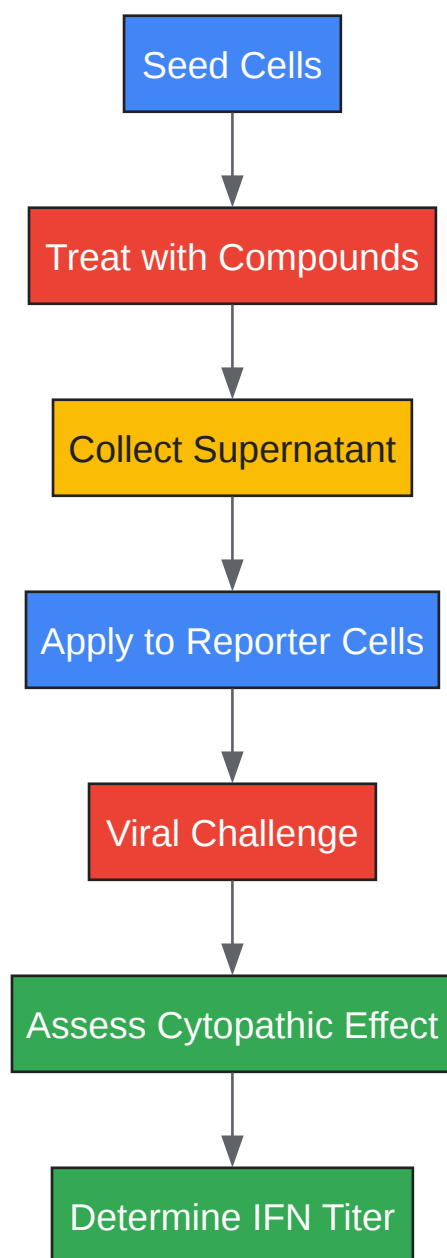 Seed Cells
Treat with Compounds
Collect Supernatant
Apply to Reporter Cells
Viral Challenge
Assess Cytopathic Effect
Determine IFN Titer